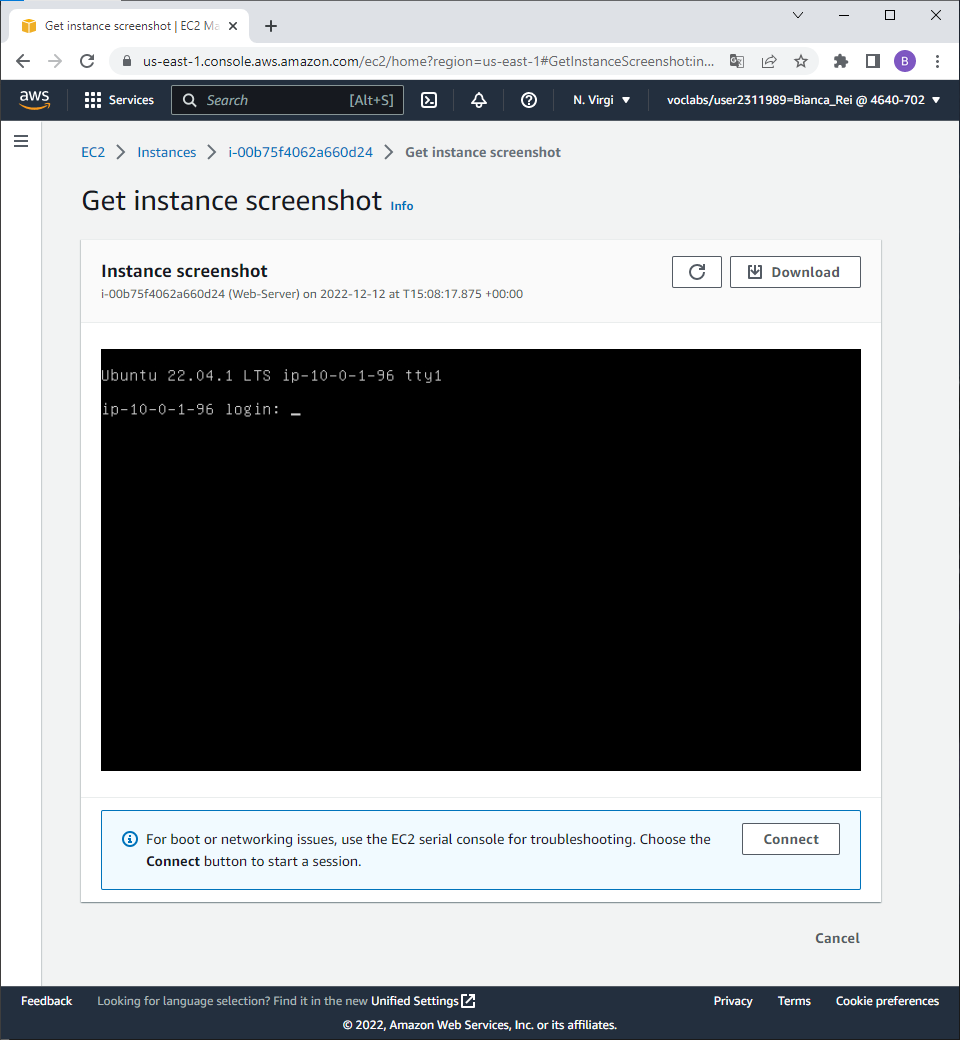 Get instance screenshot | EC2 Ma
us-east-1.console.aws.amazon.com/ec2/home?region=us-east-1#GetInstanceScreenshot:in...
B
aws
Services
Search
[Alt+S]
N. Virgi
voclabs/user2311989=Bianca_Rei @ 4640-702
EC2 > Instances > i-00b75f4062a660d24 > Get instance screenshot
Get instance screenshot Info
Instance screenshot
i-00b75f4062a660d24 (Web-Server) on 2022-12-12 at T15:08:17.875 +00:00
Download
Ubuntu 22.04.1 LTS ip-10-0-1-96 tty1
ip-10-0-1-96 login: _
For boot or networking issues, use the EC2 serial console for troubleshooting. Choose the
Connect button to start a session.
Connect
Cancel
Feedback
Looking for language selection? Find it in the new Unified Settings
Privacy
Terms
Cookie preferences
© 2022, Amazon Web Services, Inc. or its affiliates.